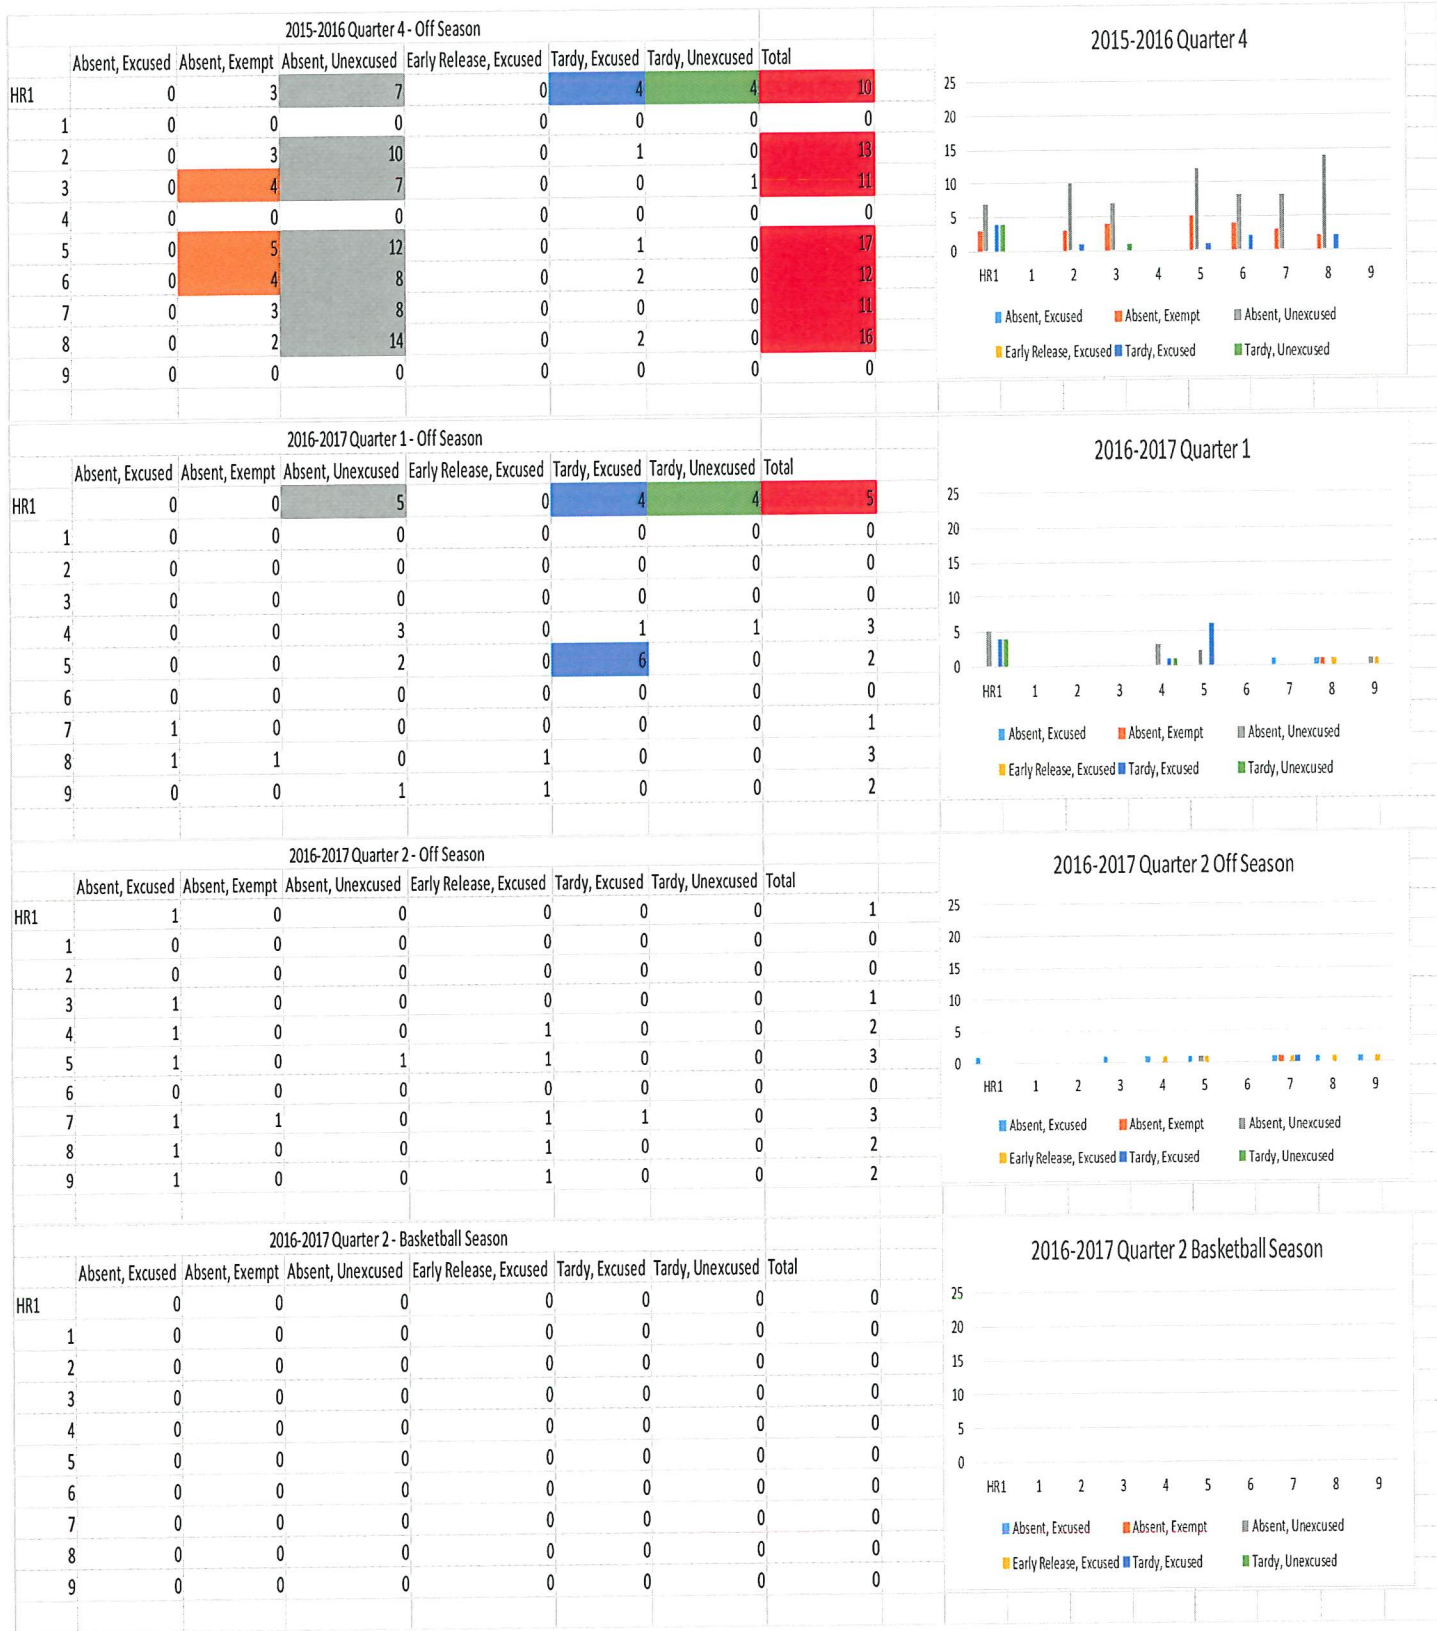 2015-2016 Quarter 4 - Off Season
Absent, Excused Absent, Exempt Absent, Unexcused Early Release, Excused Tardy, Excused Tardy, Unexcused Total
HR1 0 3 7 0 4 4 10
1 0 0 0 0 0 0 0
2 0 3 10 0 1 0 13
3 0 4 7 0 0 1 11
4 0 0 0 0 0 0 0
5 0 5 12 0 1 0 17
6 0 4 8 0 2 0 12
7 0 3 8 0 0 0 11
8 0 2 14 0 2 0 16
9 0 0 0 0 0 0 0
2015-2016 Quarter 4
25
20
15
10
5
0
HR1 1 2 3 4 5 6 7 8 9
Absent, Excused Absent, Exempt Absent, Unexcused
Early Release, Excused Tardy, Excused Tardy, Unexcused
2016-2017 Quarter 1 - Off Season
Absent, Excused Absent, Exempt Absent, Unexcused Early Release, Excused Tardy, Excused Tardy, Unexcused Total
HR1 0 0 5 0 4 4 5
1 0 0 0 0 0 0 0
2 0 0 0 0 0 0 0
3 0 0 0 0 0 0 0
4 0 0 3 0 1 1 3
5 0 0 2 0 6 0 2
6 0 0 0 0 0 0 0
7 1 0 0 0 0 0 1
8 1 1 0 1 0 0 3
9 0 0 1 1 0 0 2
2016-2017 Quarter 1
25
20
15
10
5
0
HR1 1 2 3 4 5 6 7 8 9
Absent, Excused Absent, Exempt Absent, Unexcused
Early Release, Excused Tardy, Excused Tardy, Unexcused
2016-2017 Quarter 2 - Off Season
Absent, Excused Absent, Exempt Absent, Unexcused Early Release, Excused Tardy, Excused Tardy, Unexcused Total
HR1 1 0 0 0 0 0 1
1 0 0 0 0 0 0 0
2 0 0 0 0 0 0 0
3 1 0 0 0 0 0 1
4 1 0 0 1 0 0 2
5 1 0 1 1 0 0 3
6 0 0 0 0 0 0 0
7 1 1 0 1 1 0 3
8 1 0 0 1 0 0 2
9 1 0 0 1 0 0 2
2016-2017 Quarter 2 Off Season
25
20
15
10
5
0
HR1 1 2 3 4 5 6 7 8 9
Absent, Excused Absent, Exempt Absent, Unexcused
Early Release, Excused Tardy, Excused Tardy, Unexcused
2016-2017 Quarter 2 - Basketball Season
Absent, Excused Absent, Exempt Absent, Unexcused Early Release, Excused Tardy, Excused Tardy, Unexcused Total
HR1 0 0 0 0 0 0 0
1 0 0 0 0 0 0 0
2 0 0 0 0 0 0 0
3 0 0 0 0 0 0 0
4 0 0 0 0 0 0 0
5 0 0 0 0 0 0 0
6 0 0 0 0 0 0 0
7 0 0 0 0 0 0 0
8 0 0 0 0 0 0 0
9 0 0 0 0 0 0 0
2016-2017 Quarter 2 Basketball Season
25
20
15
10
5
0
HR1 1 2 3 4 5 6 7 8 9
Absent, Excused Absent, Exempt Absent, Unexcused
Early Release, Excused Tardy, Excused Tardy, Unexcused